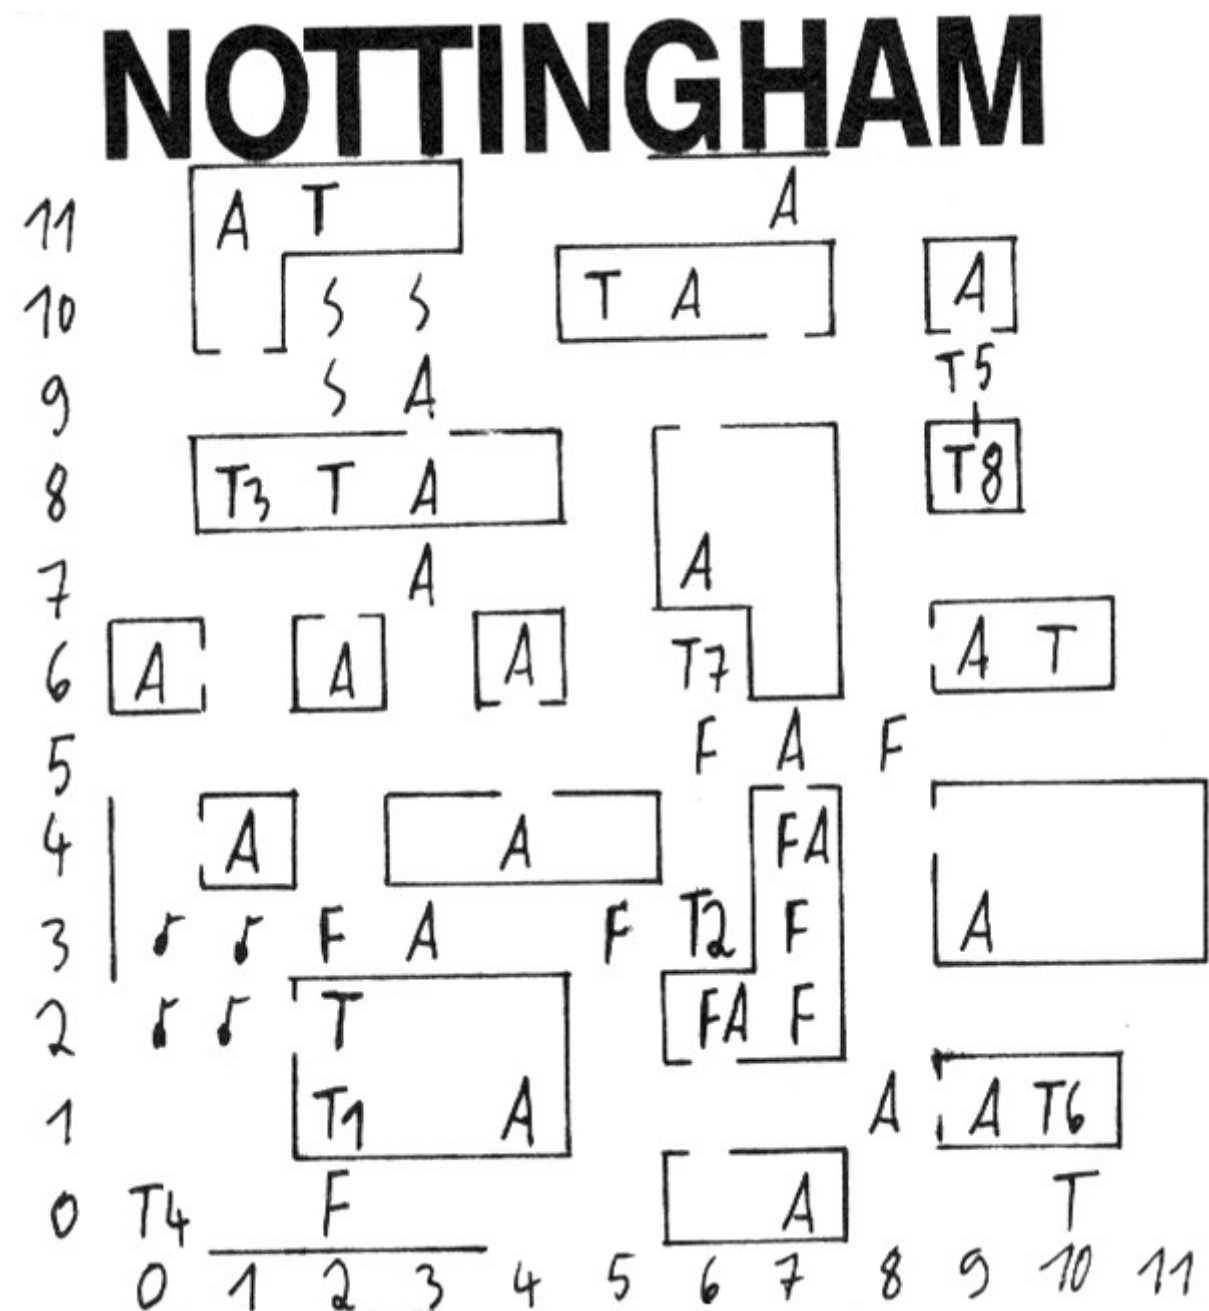 NOTTINGHAM
11 A T A
10 S S T A A
9 S A T5
8 T3 T A T8
7 A A
6 A A A T7 A T
5 F A F
4 A A FA
3 ♪ ♪ F A F T2 F A
2 ♪ ♪ T FA F
1 T1 A A A T6
0 T4 F A T
0 1 2 3 4 5 6 7 8 9 10 11